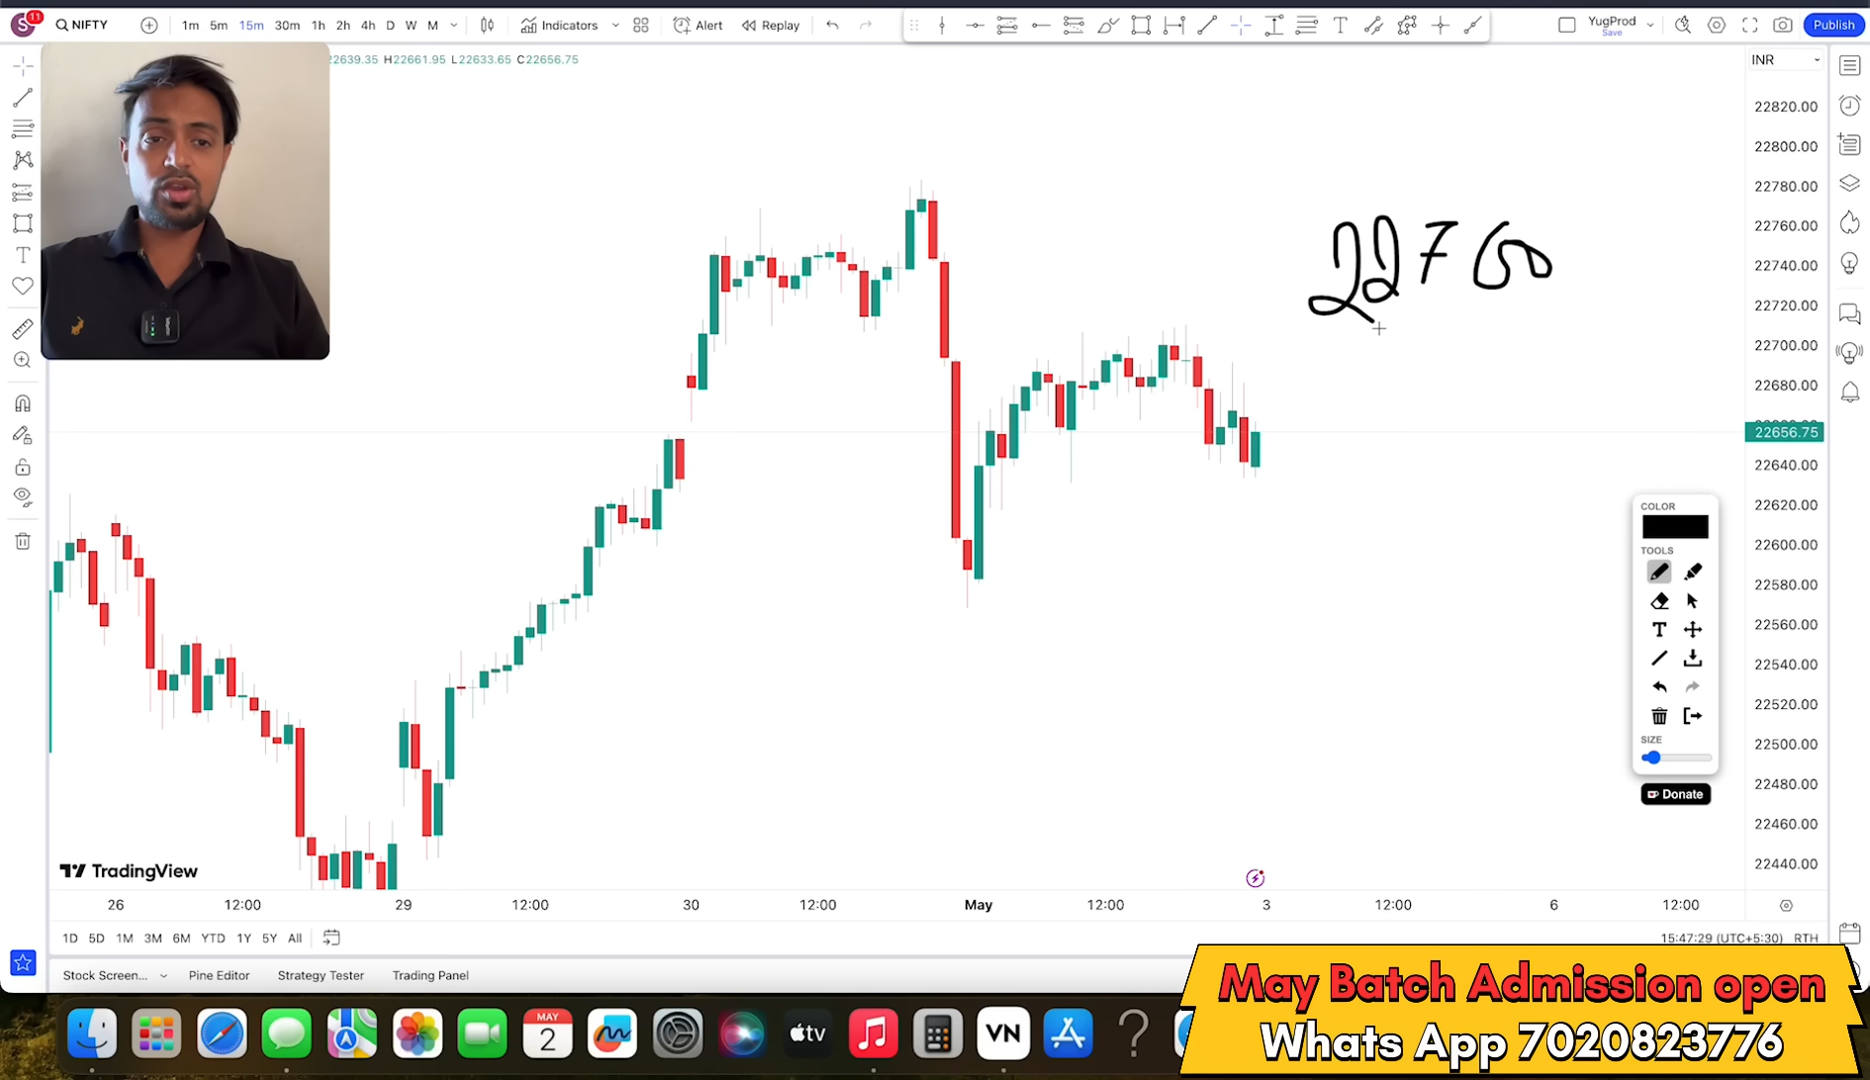 11
NIFTY
1m 5m 15m 30m 1h 2h 4h D W M
Indicators
Alert
Replay
YugProd
Save
Publish
22639.35 H22661.95 L22633.65 C22656.75
INR
22820.00
22800.00
22780.00
22760.00
22740.00
22720.00
22700.00
22680.00
22656.75
22640.00
22620.00
22600.00
22580.00
22560.00
22540.00
22520.00
22500.00
22480.00
22460.00
22440.00
COLOR
TOOLS
SIZE
Donate
TradingView
26 12:00 29 12:00 30 12:00 May 12:00 3 12:00 6 12:00
1D 5D 1M 3M 6M YTD 1Y 5Y All
15:47:29 (UTC+5:30) RTH
Stock Screen... Pine Editor Strategy Tester Trading Panel
MAY
2
tv
VN
May Batch Admission open
Whats App 7020823776